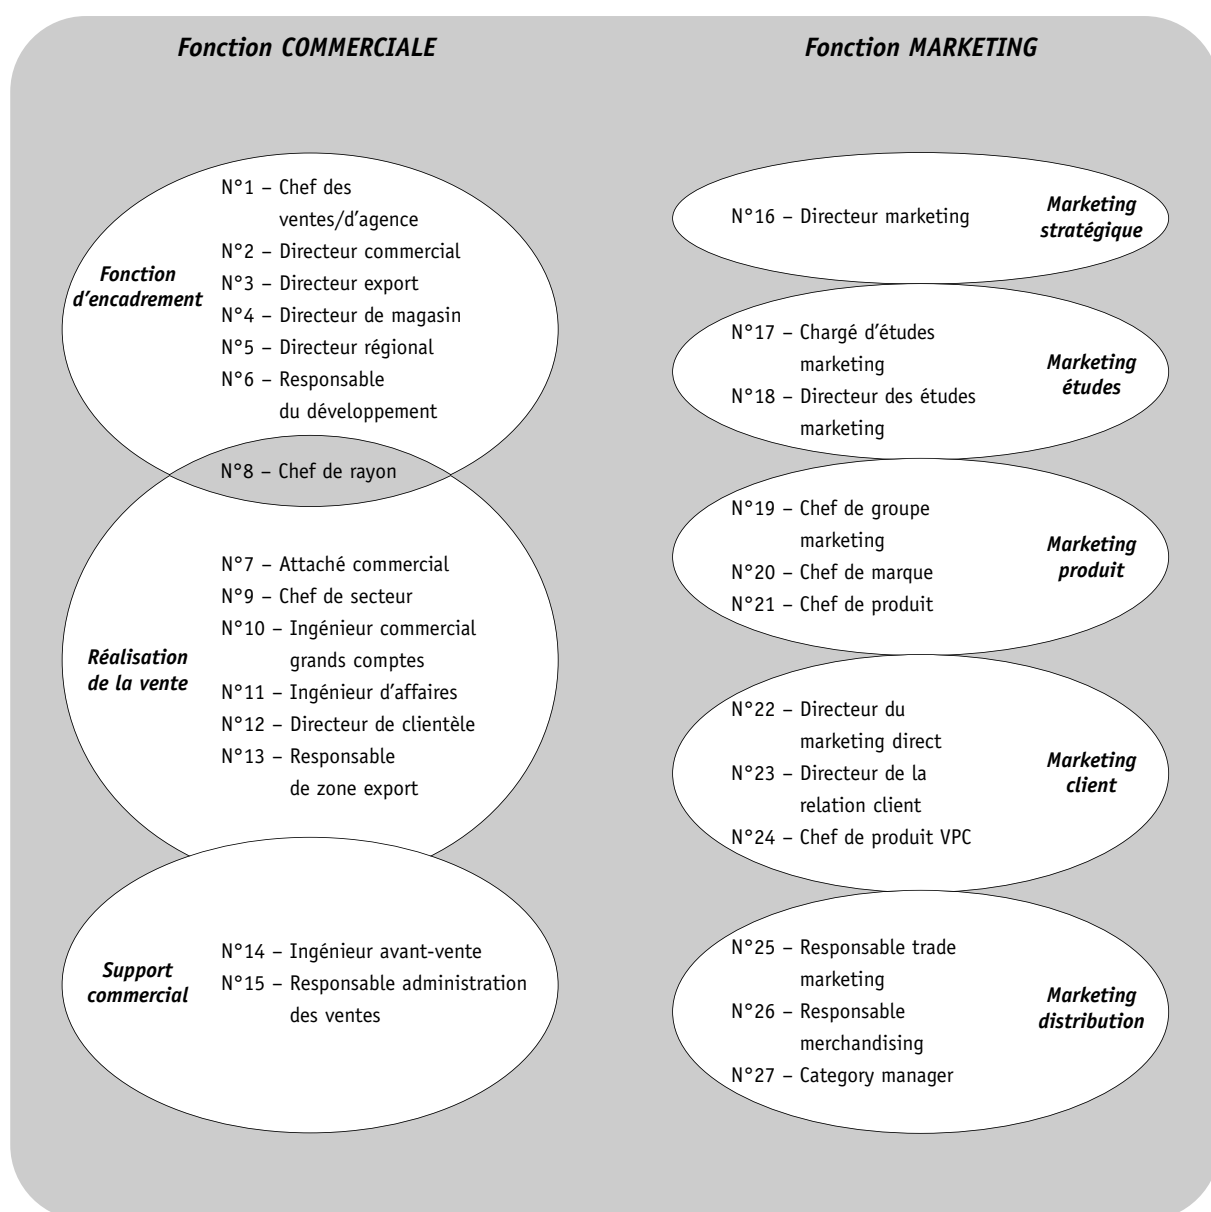 Fonction COMMERCIALE
Fonction d'encadrement
N°1 – Chef des
ventes/d'agence
N°2 – Directeur commercial
N°3 – Directeur export
N°4 – Directeur de magasin
N°5 – Directeur régional
N°6 – Responsable
du développement
N°8 – Chef de rayon
Réalisation
de la vente
N°7 – Attaché commercial
N°9 – Chef de secteur
N°10 – Ingénieur commercial
grands comptes
N°11 – Ingénieur d'affaires
N°12 – Directeur de clientèle
N°13 – Responsable
de zone export
Support
commercial
N°14 – Ingénieur avant-vente
N°15 – Responsable administration
des ventes
Fonction MARKETING
N°16 – Directeur marketing
Marketing
stratégique
N°17 – Chargé d'études
marketing
N°18 – Directeur des études
marketing
Marketing
études
N°19 – Chef de groupe
marketing
N°20 – Chef de marque
N°21 – Chef de produit
Marketing
produit
N°22 – Directeur du
marketing direct
N°23 – Directeur de la
relation client
N°24 – Chef de produit VPC
Marketing
client
N°25 – Responsable trade
marketing
N°26 – Responsable
merchandising
N°27 – Category manager
Marketing
distribution